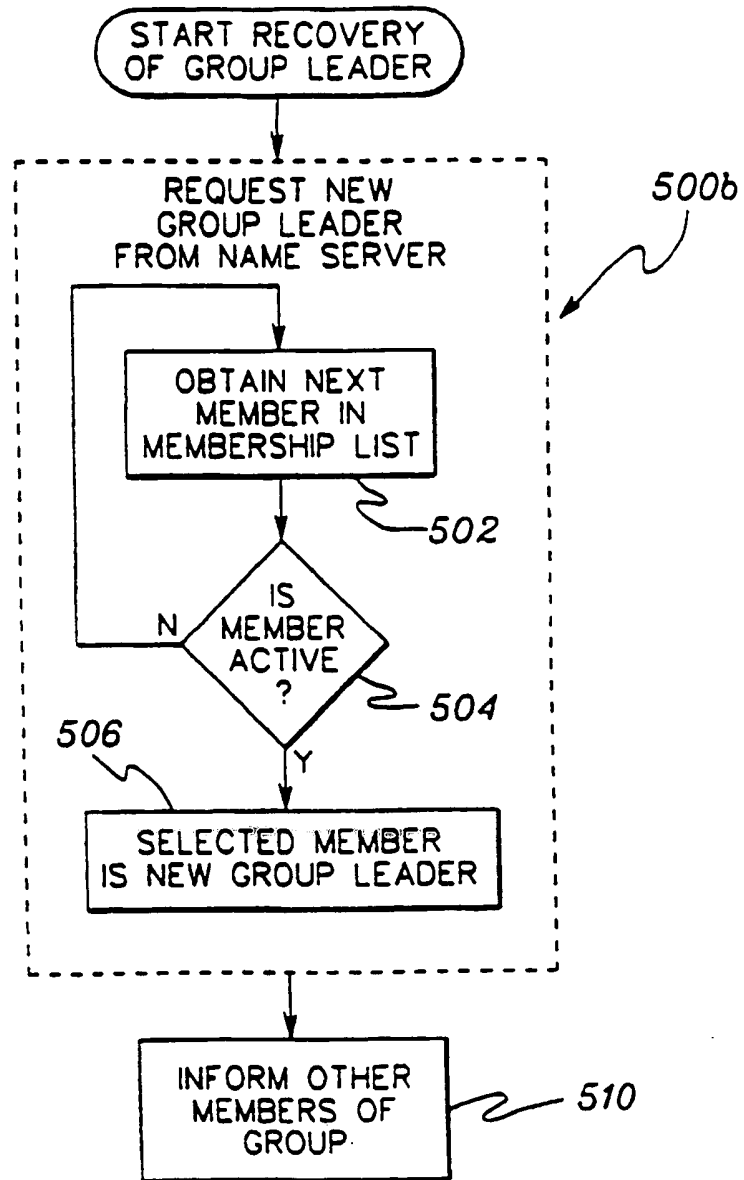 START RECOVERY
OF GROUP LEADER
REQUEST NEW
GROUP LEADER
FROM NAME SERVER
500b
OBTAIN NEXT
MEMBER IN
MEMBERSHIP LIST
502
IS
MEMBER
ACTIVE
?
N
504
Y
506
SELECTED MEMBER
IS NEW GROUP LEADER
INFORM OTHER
MEMBERS OF
GROUP
510